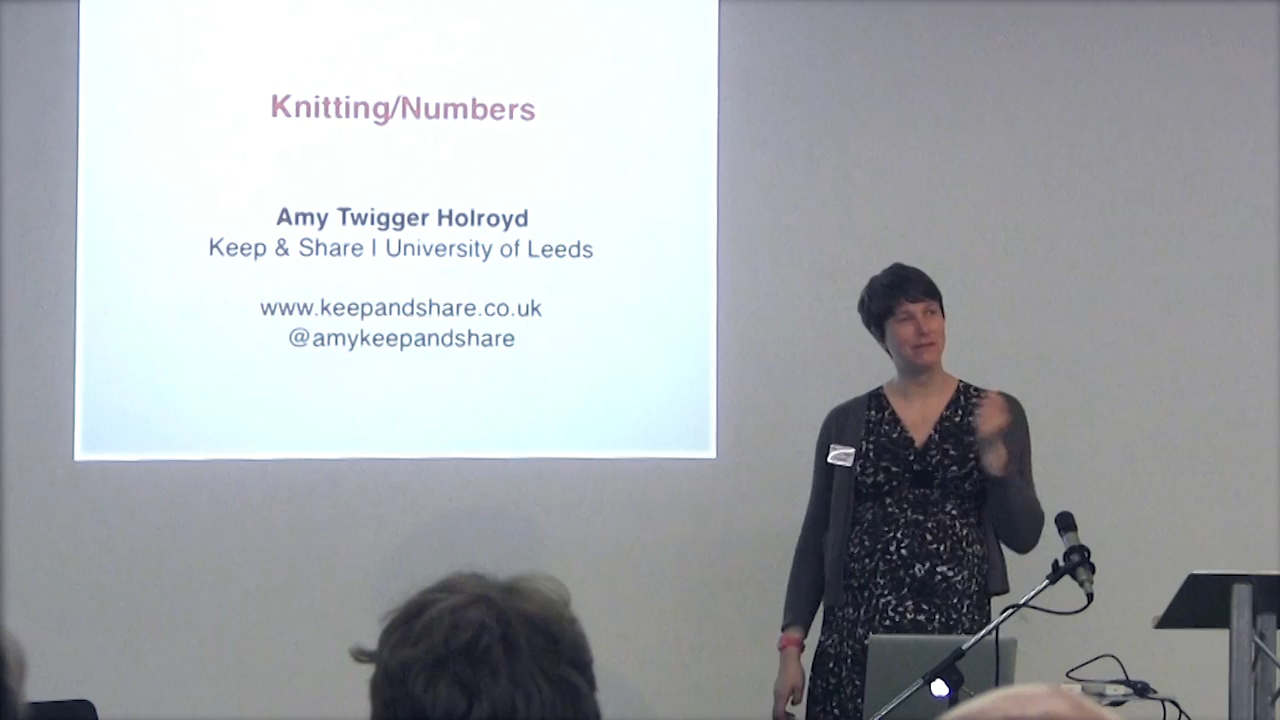 Knitting/Numbers
Amy Twigger Holroyd
Keep & Share | University of Leeds
www.keepandshare.co.uk
@amykeepandshare